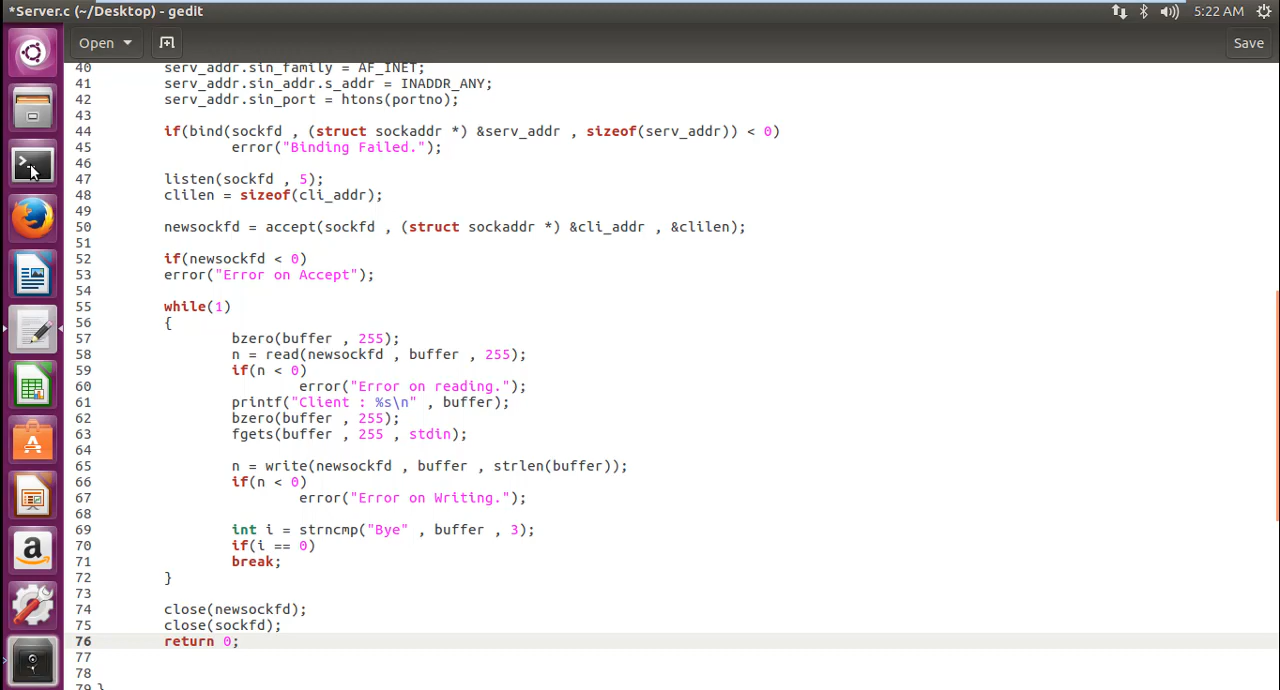 *Server.c (~/Desktop) - gedit 5:22 AM
Open Save
40 serv_addr.sin_family = AF_INET;
41 serv_addr.sin_addr.s_addr = INADDR_ANY;
42 serv_addr.sin_port = htons(portno);
43
44 if(bind(sockfd , (struct sockaddr *) &serv_addr , sizeof(serv_addr)) < 0)
45 error("Binding Failed.");
46
47 listen(sockfd , 5);
48 clilen = sizeof(cli_addr);
49
50 newsockfd = accept(sockfd , (struct sockaddr *) &cli_addr , &clilen);
51
52 if(newsockfd < 0)
53 error("Error on Accept");
54
55 while(1)
56 {
57 bzero(buffer , 255);
58 n = read(newsockfd , buffer , 255);
59 if(n < 0)
60 error("Error on reading.");
61 printf("Client : %s\n" , buffer);
62 bzero(buffer , 255);
63 fgets(buffer , 255 , stdin);
64
65 n = write(newsockfd , buffer , strlen(buffer));
66 if(n < 0)
67 error("Error on Writing.");
68
69 int i = strncmp("Bye" , buffer , 3);
70 if(i == 0)
71 break;
72 }
73
74 close(newsockfd);
75 close(sockfd);
76 return 0;
77
78
79 }